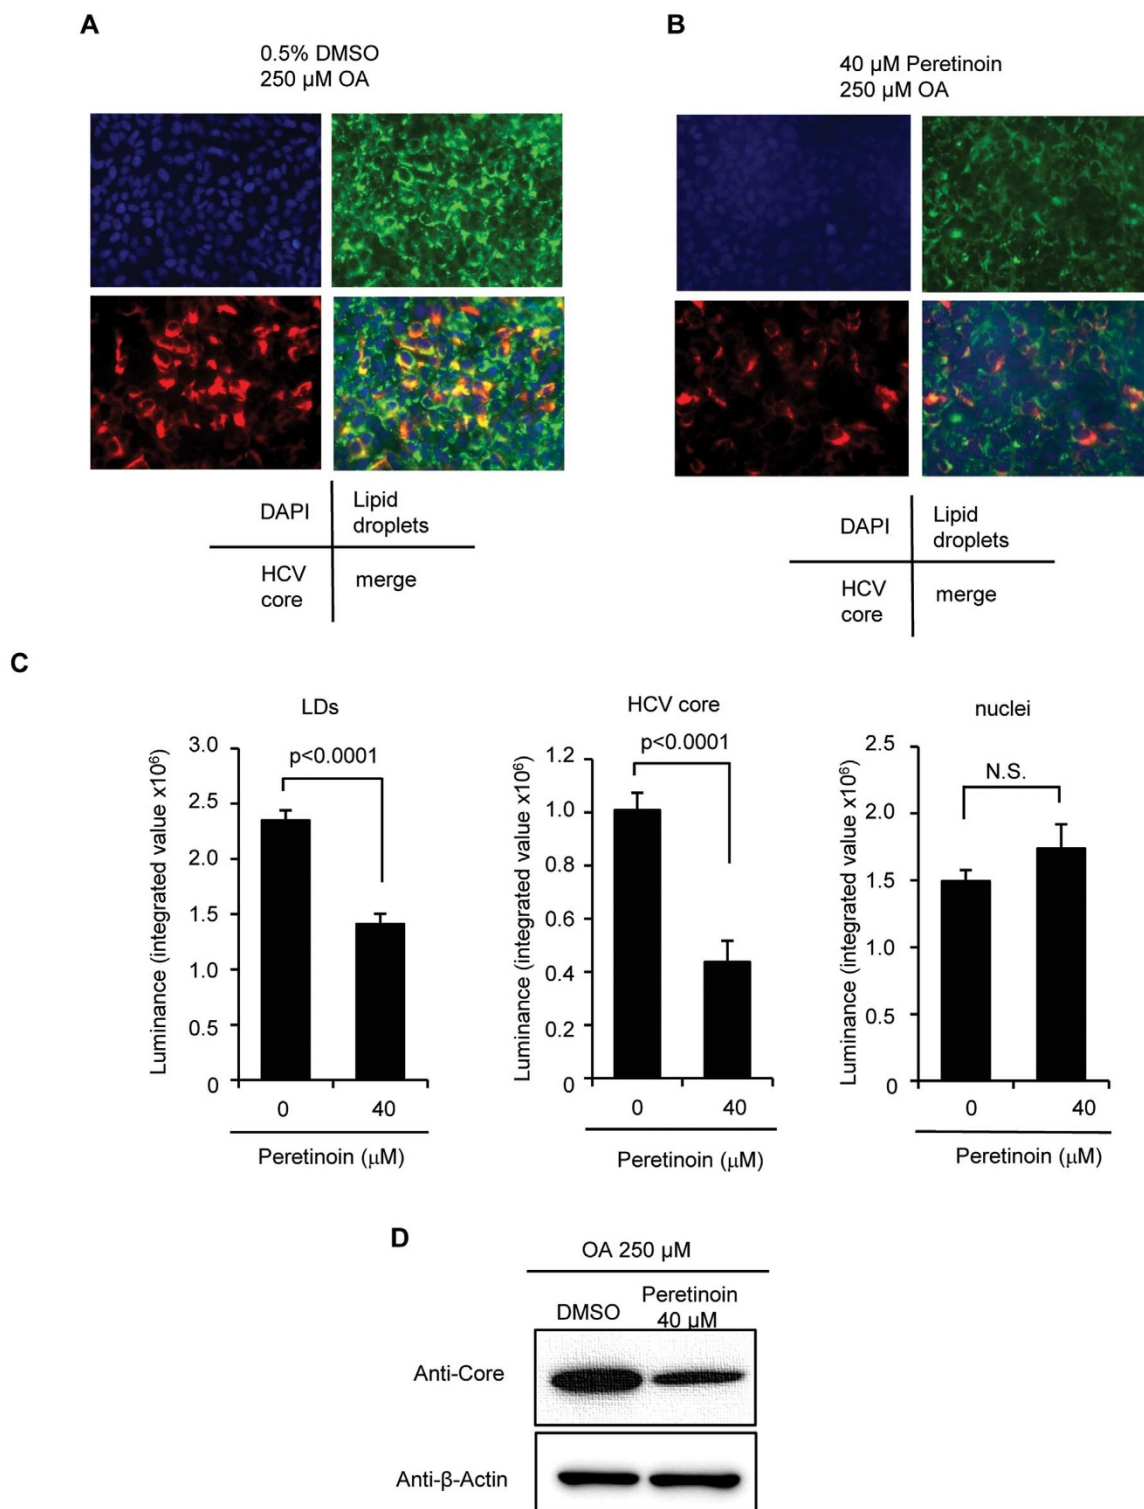 A
0.5% DMSO
250 µM OA
DAPI
Lipid
droplets
HCV
core
merge
B
40 µM Peretinoin
250 µM OA
DAPI
Lipid
droplets
HCV
core
merge
C
LDs
p<0.0001
Luminance (integrated value x10⁶)
3.0
2.5
2.0
1.5
1.0
0.5
0
0
40
Peretinoin (µM)
HCV core
p<0.0001
Luminance (integrated value x10⁶)
1.2
1.0
0.8
0.6
0.4
0.2
0
0
40
Peretinoin (µM)
nuclei
N.S.
Luminance (integrated value x10⁶)
2.5
2.0
1.5
1.0
0.5
0
0
40
Peretinoin (µM)
D
OA 250 µM
DMSO
Peretinoin
40 µM
Anti-Core
Anti-β-Actin